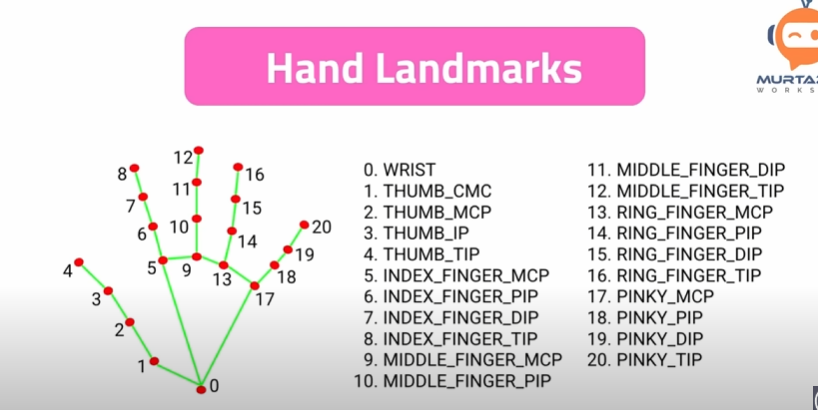 Hand Landmarks
WORKS
12
8
16
11
7
15
10
20
6
14
19
5
9
4
13
18
3
17
2
1
0
0. WRIST
1. THUMB_CMC
2. THUMB_MCP
3. THUMB_IP
4. THUMB_TIP
5. INDEX_FINGER_MCP
6. INDEX_FINGER_PIP
7. INDEX_FINGER_DIP
8. INDEX_FINGER_TIP
9. MIDDLE_FINGER_MCP
10. MIDDLE_FINGER_PIP
11. MIDDLE_FINGER_DIP
12. MIDDLE_FINGER_TIP
13. RING_FINGER_MCP
14. RING_FINGER_PIP
15. RING_FINGER_DIP
16. RING_FINGER_TIP
17. PINKY_MCP
18. PINKY_PIP
19. PINKY_DIP
20. PINKY_TIP